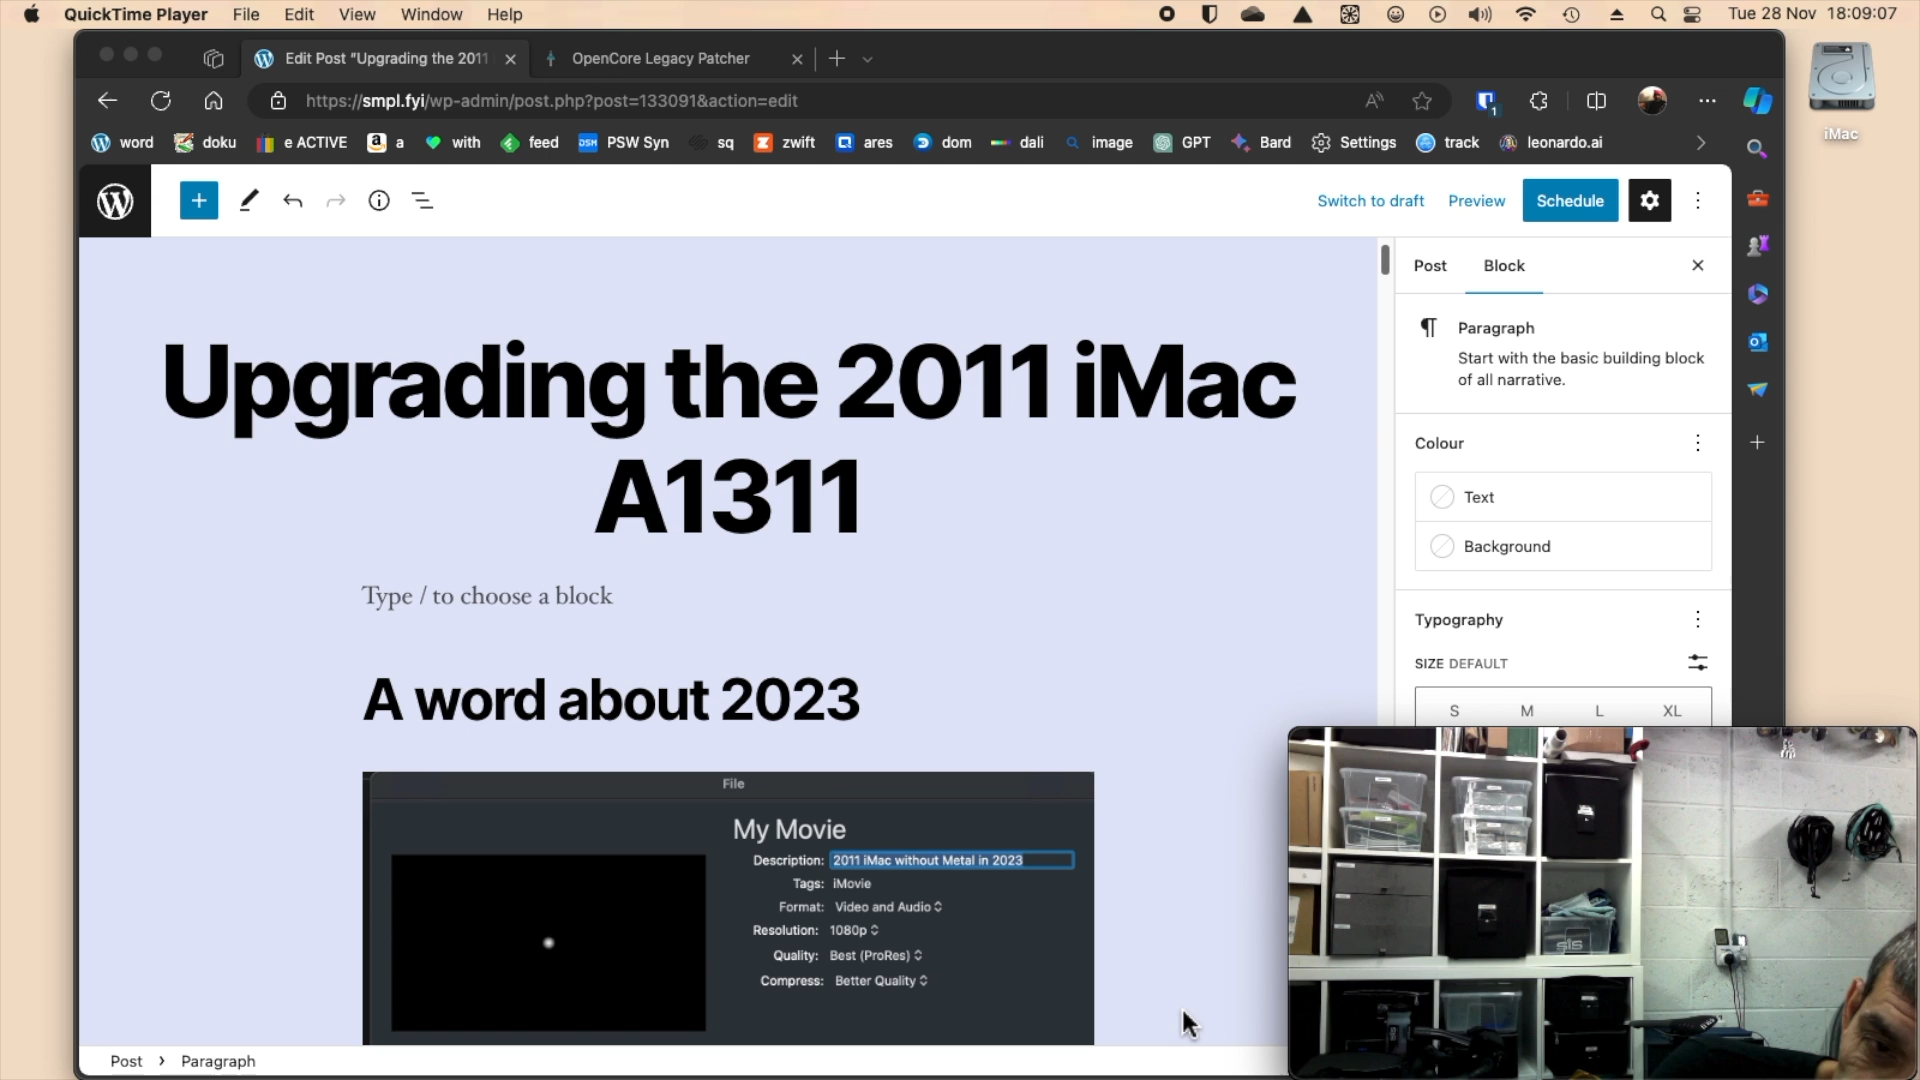 QuickTime Player File Edit View Window Help Tue 28 Nov 18:09:07
Edit Post "Upgrading the 2011 OpenCore Legacy Patcher
https://smpl.fyi/wp-admin/post.php?post=133091&action=edit
word doku e ACTIVE a with feed DSM PSW Syn sq zwift ares dom dali image GPT Bard Settings track leonardo.ai
iMac
Switch to draft Preview Schedule
Post Block
Upgrading the 2011 iMac
A1311
Type / to choose a block
A word about 2023
Paragraph
Start with the basic building block
of all narrative.
Colour
Text
Background
Typography
SIZE DEFAULT
S M L XL
File
My Movie
Description: 2011 iMac without Metal in 2023
Tags: iMovie
Format: Video and Audio
Resolution: 1080p
Quality: Best (ProRes)
Compress: Better Quality
sis
Post › Paragraph